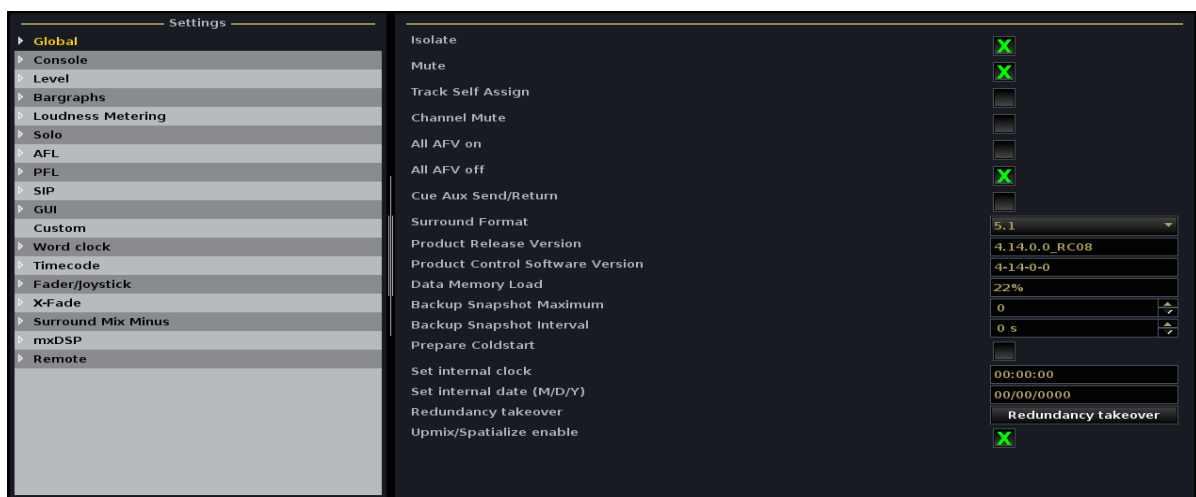 Settings
Global
Console
Level
Bargraphs
Loudness Metering
Solo
AFL
PFL
SIP
GUI
Custom
Word clock
Timecode
Fader/Joystick
X-Fade
Surround Mix Minus
mxDSP
Remote
Isolate X
Mute X
Track Self Assign
Channel Mute
All AFV on
All AFV off X
Cue Aux Send/Return
Surround Format 5.1
Product Release Version 4.14.0.0_RC08
Product Control Software Version 4-14-0-0
Data Memory Load 22%
Backup Snapshot Maximum 0
Backup Snapshot Interval 0 s
Prepare Coldstart
Set internal clock 00:00:00
Set internal date (M/D/Y) 00/00/0000
Redundancy takeover Redundancy takeover
Upmix/Spatialize enable X